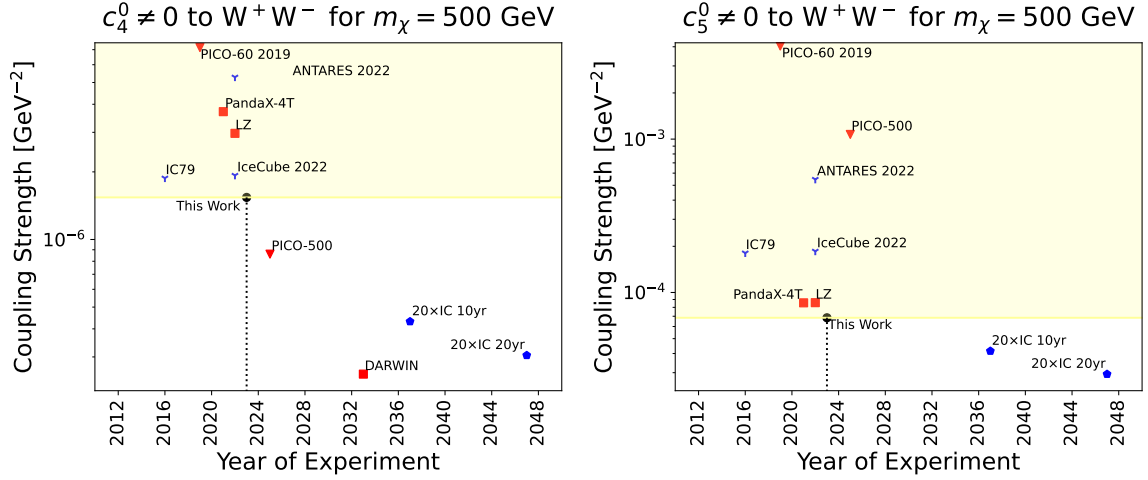 c₄⁰ ≠ 0 to W⁺W⁻ for mᵪ = 500 GeV
Coupling Strength [GeV⁻²]
10⁻⁶
PICO-60 2019
ANTARES 2022
PandaX-4T
LZ
IC79
IceCube 2022
This Work
PICO-500
20×IC 10yr
20×IC 20yr
DARWIN
2012
2016
2020
2024
2028
2032
2036
2040
2044
2048
Year of Experiment
c₅⁰ ≠ 0 to W⁺W⁻ for mᵪ = 500 GeV
Coupling Strength [GeV⁻²]
10⁻³
10⁻⁴
PICO-60 2019
PICO-500
ANTARES 2022
IC79
IceCube 2022
PandaX-4T
LZ
This Work
20×IC 10yr
20×IC 20yr
2012
2016
2020
2024
2028
2032
2036
2040
2044
2048
Year of Experiment